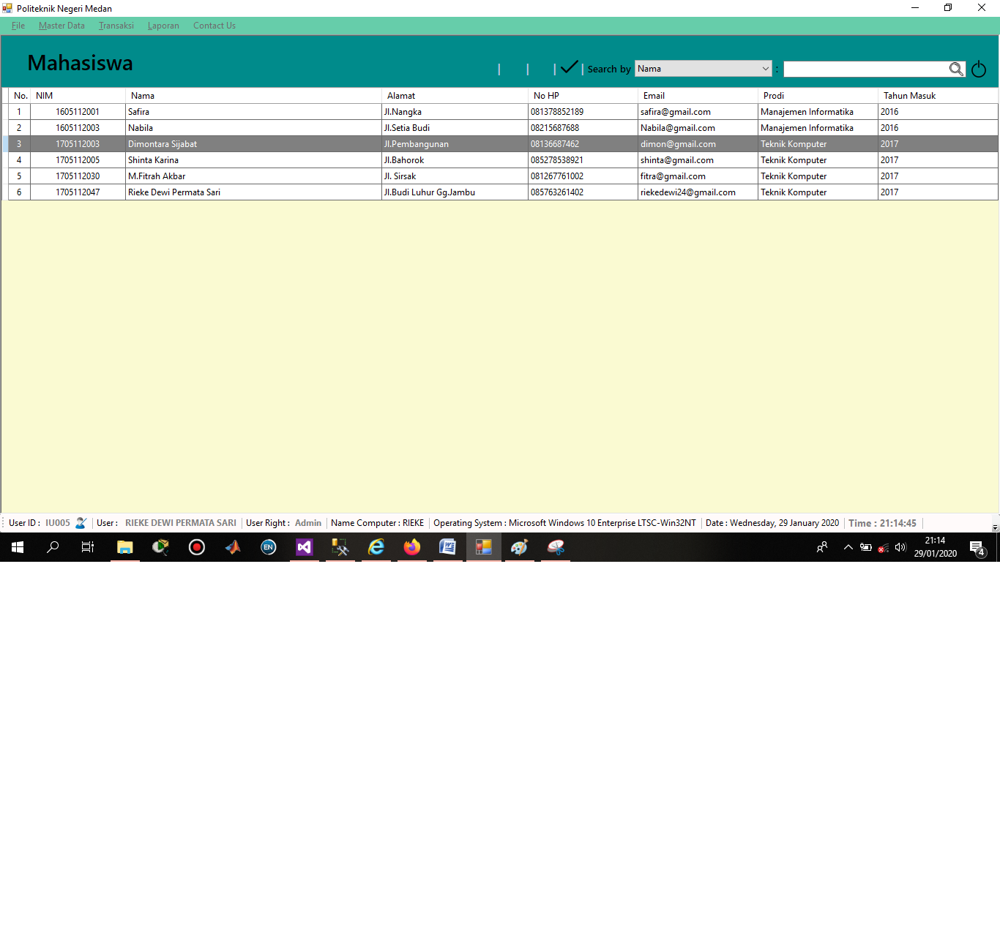 Politeknik Negeri Medan
File Master Data Transaksi Laporan Contact Us
Mahasiswa
| | | | Search by Nama :
No. NIM Nama Alamat No HP Email Prodi Tahun Masuk
1 1605112001 Safira Jl.Nangka 081378852189 safira@gmail.com Manajemen Informatika 2016
2 1605112003 Nabila Jl.Setia Budi 08215687688 Nabila@gmail.com Manajemen Informatika 2016
3 1705112003 Dimontara Sijabat Jl.Pembangunan 08136687462 dimon@gmail.com Teknik Komputer 2017
4 1705112005 Shinta Karina Jl.Bahorok 085278538921 shinta@gmail.com Teknik Komputer 2017
5 1705112030 M.Fitrah Akbar Jl. Sirsak 081267761002 fitra@gmail.com Teknik Komputer 2017
6 1705112047 Rieke Dewi Permata Sari Jl.Budi Luhur Gg.Jambu 085763261402 riekedewi24@gmail.com Teknik Komputer 2017
User ID : IU005 User : RIEKE DEWI PERMATA SARI User Right : Admin Name Computer : RIEKE Operating System : Microsoft Windows 10 Enterprise LTSC-Win32NT Date : Wednesday, 29 January 2020 Time : 21:14:45
EN
21:14
29/01/2020
4